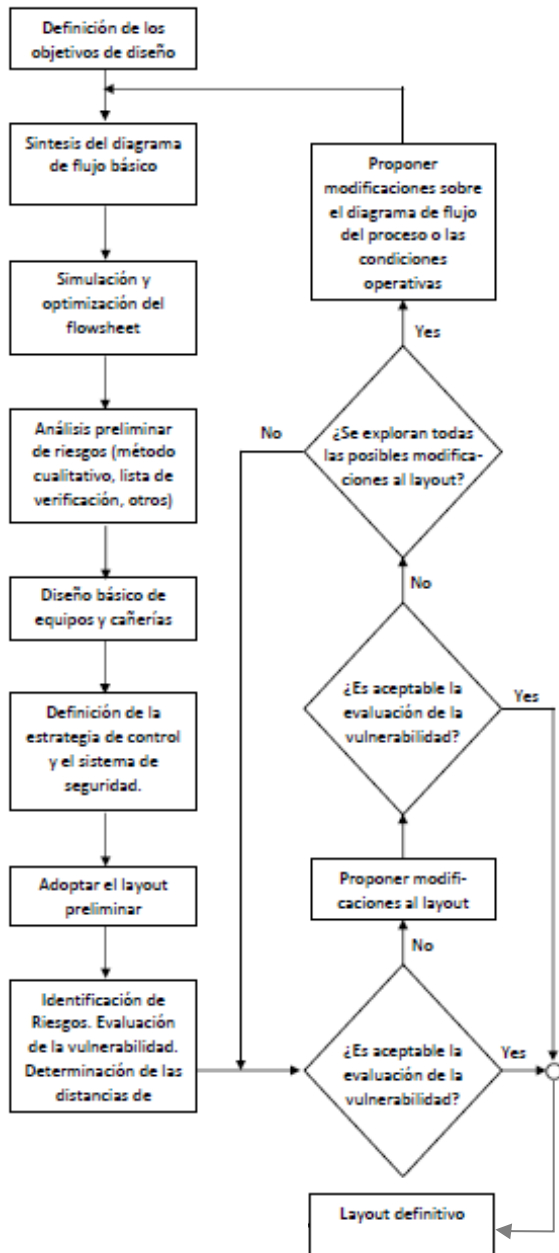 Definición de los
objetivos de diseño
Sintesis del diagrama
de flujo básico
Simulación y
optimización del
flowsheet
Análisis preliminar
de riesgos (método
cualitativo, lista de
verificación, otros)
Diseño básico de
equipos y cañerías
Definición de la
estrategia de control
y el sistema de
seguridad.
Adoptar el layout
preliminar
Identificación de
Riesgos. Evaluación
de la vulnerabilidad.
Determinación de las
distancias de
Proponer
modificaciones sobre
el diagrama de flujo
del proceso o las
condiciones
operativas
Yes
No
¿Se exploran todas
las posibles modifica-
ciones al layout?
No
¿Es aceptable la
evaluación de la
vulnerabilidad?
Yes
Proponer modifi-
caciones al layout
No
¿Es aceptable la
evaluación de la
vulnerabilidad?
Yes
Layout definitivo